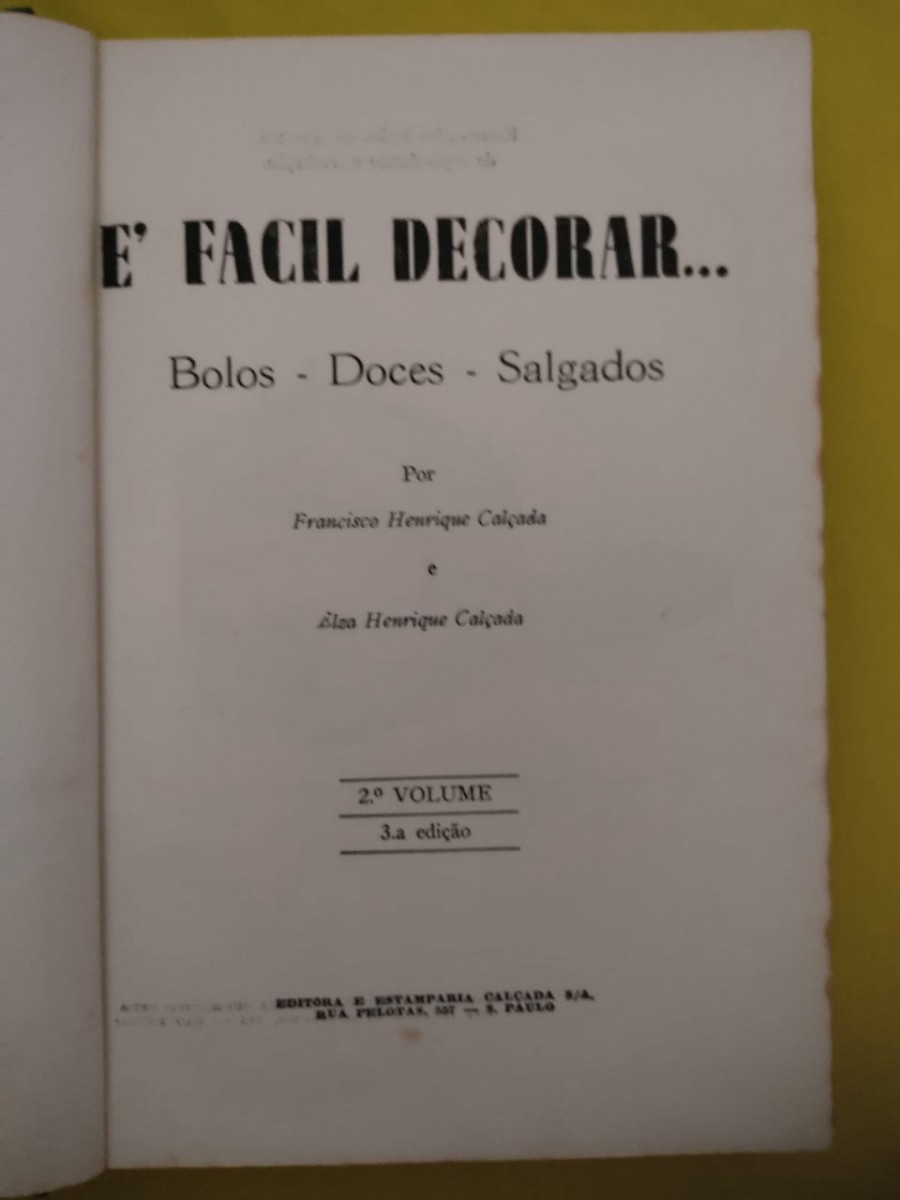 E' FACIL DECORAR...
Bolos - Doces - Salgados
Por
Francisco Henrique Calçada
e
Elza Henrique Calçada
2.º VOLUME
3.a edição
EDITORA E ESTAMPARIA CALÇADA S/A.
RUA PELOTAS, 557 — S. PAULO